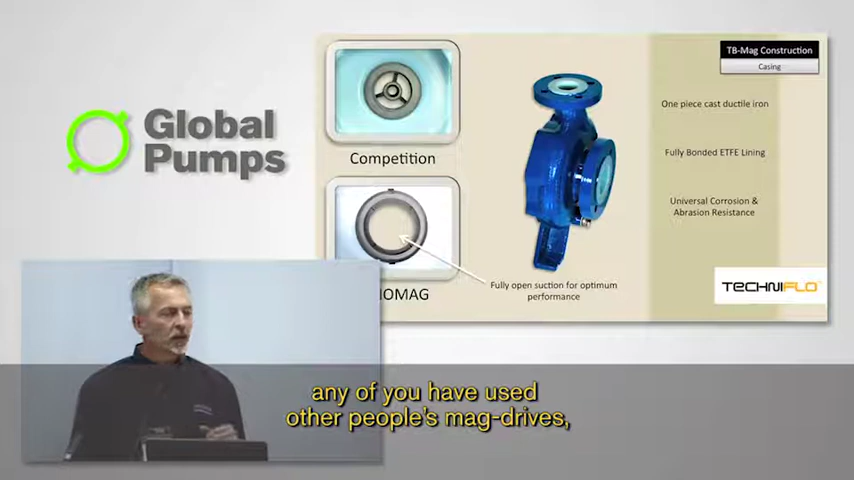 Global
Pumps
Competition
TB-Mag Construction
Casing
One piece cast ductile iron
Fully Bonded ETFE Lining
Universal Corrosion &
Abrasion Resistance
Fully open suction for optimum
performance
TECHNIFLO
any of you have used
other people's mag-drives,